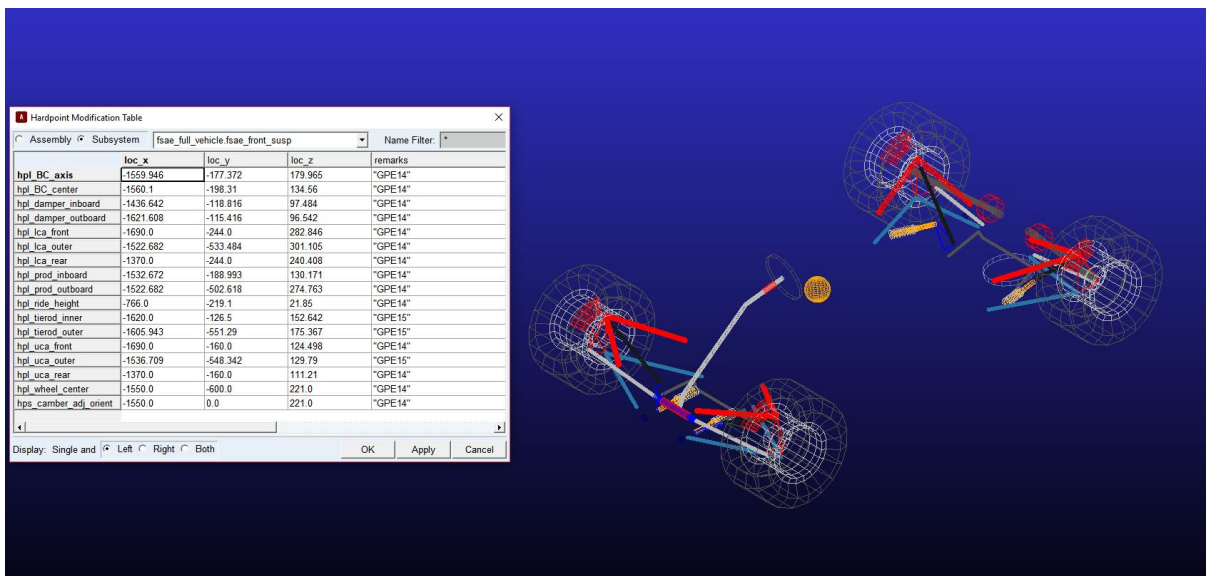 Hardpoint Modification Table
Assembly Subsystem fsae_full_vehicle.fsae_front_susp Name Filter: *
loc_x loc_y loc_z remarks
hpl_BC_axis -1559.946 -177.372 179.965 "GPE14"
hpl_BC_center -1560.1 -198.31 134.56 "GPE14"
hpl_damper_inboard -1436.642 -118.816 97.484 "GPE14"
hpl_damper_outboard -1621.608 -115.416 96.542 "GPE14"
hpl_lca_front -1690.0 -244.0 282.846 "GPE14"
hpl_lca_outer -1522.682 -533.484 301.105 "GPE14"
hpl_lca_rear -1370.0 -244.0 240.408 "GPE14"
hpl_prod_inboard -1532.672 -188.993 130.171 "GPE14"
hpl_prod_outboard -1522.682 -502.618 274.763 "GPE14"
hpl_ride_height -766.0 -219.1 21.85 "GPE14"
hpl_tierod_inner -1620.0 -126.5 152.642 "GPE15"
hpl_tierod_outer -1605.943 -551.29 175.367 "GPE15"
hpl_uca_front -1690.0 -160.0 124.498 "GPE14"
hpl_uca_outer -1536.709 -548.342 129.79 "GPE15"
hpl_uca_rear -1370.0 -160.0 111.21 "GPE14"
hpl_wheel_center -1550.0 -600.0 221.0 "GPE14"
hps_camber_adj_orient -1550.0 0.0 221.0 "GPE14"
Display: Single and Left Right Both OK Apply Cancel